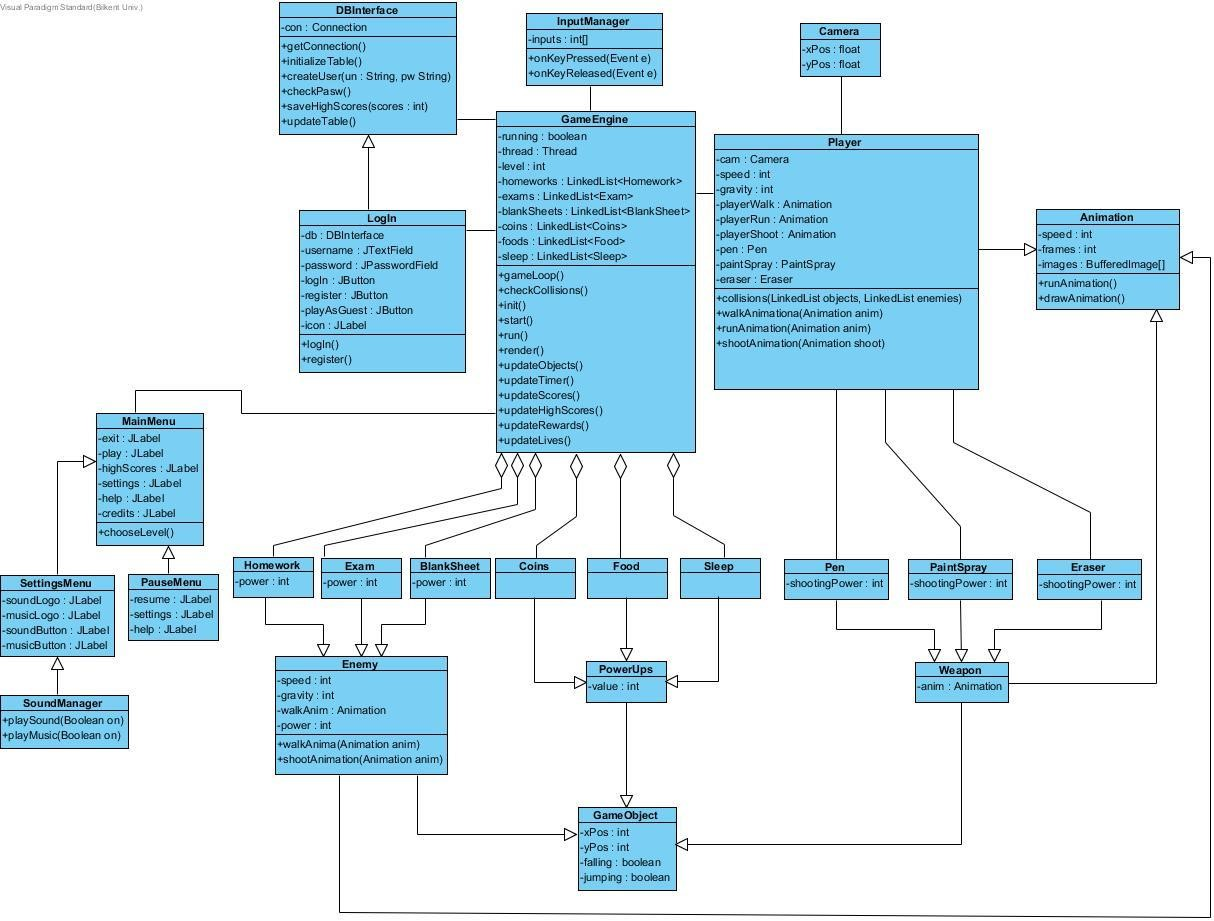 Visual Paradigm Standard(Bilkent Univ.)
DBInterface
-con : Connection
+getConnection()
+initializeTable()
+createUser(un : String, pw String)
+checkPasw()
+saveHighScores(scores : int)
+updateTable()
InputManager
-inputs : int[]
+onKeyPressed(Event e)
+onKeyReleased(Event e)
Camera
-xPos : float
-yPos : float
GameEngine
-running : boolean
-thread : Thread
-level : int
-homeworks : LinkedList<Homework>
-exams : LinkedList<Exam>
-blankSheets : LinkedList<BlankSheet>
-coins : LinkedList<Coins>
-foods : LinkedList<Food>
-sleep : LinkedList<Sleep>
+gameLoop()
+checkCollisions()
+init()
+start()
+run()
+render()
+updateObjects()
+updateTimer()
+updateScores()
+updateHighScores()
+updateRewards()
+updateLives()
Player
-cam : Camera
-speed : int
-gravity : int
-playerWalk : Animation
-playerRun : Animation
-playerShoot : Animation
-pen : Pen
-paintSpray : PaintSpray
-eraser : Eraser
+collisions(LinkedList objects, LinkedList enemies)
+walkAnimationa(Animation anim)
+runAnimation(Animation anim)
+shootAnimation(Animation shoot)
Animation
-speed : int
-frames : int
-images : BufferedImage[]
+runAnimation()
+drawAnimation()
LogIn
-db : DBInterface
-username : JTextField
-password : JPasswordField
-logIn : JButton
-register : JButton
-playAsGuest : JButton
-icon : JLabel
+logIn()
+register()
MainMenu
-exit : JLabel
-play : JLabel
-highScores : JLabel
-settings : JLabel
-help : JLabel
-credits : JLabel
+chooseLevel()
SettingsMenu
-soundLogo : JLabel
-musicLogo : JLabel
-soundButton : JLabel
-musicButton : JLabel
PauseMenu
-resume : JLabel
-settings : JLabel
-help : JLabel
SoundManager
+playSound(Boolean on)
+playMusic(Boolean on)
Homework
-power : int
Exam
-power : int
BlankSheet
-power : int
Coins
Food
Sleep
Pen
-shootingPower : int
PaintSpray
-shootingPower : int
Eraser
-shootingPower : int
Enemy
-speed : int
-gravity : int
-walkAnim : Animation
-power : int
+walkAnima(Animation anim)
+shootAnimation(Animation anim)
PowerUps
-value : int
Weapon
-anim : Animation
GameObject
-xPos : int
-yPos : int
-falling : boolean
-jumping : boolean